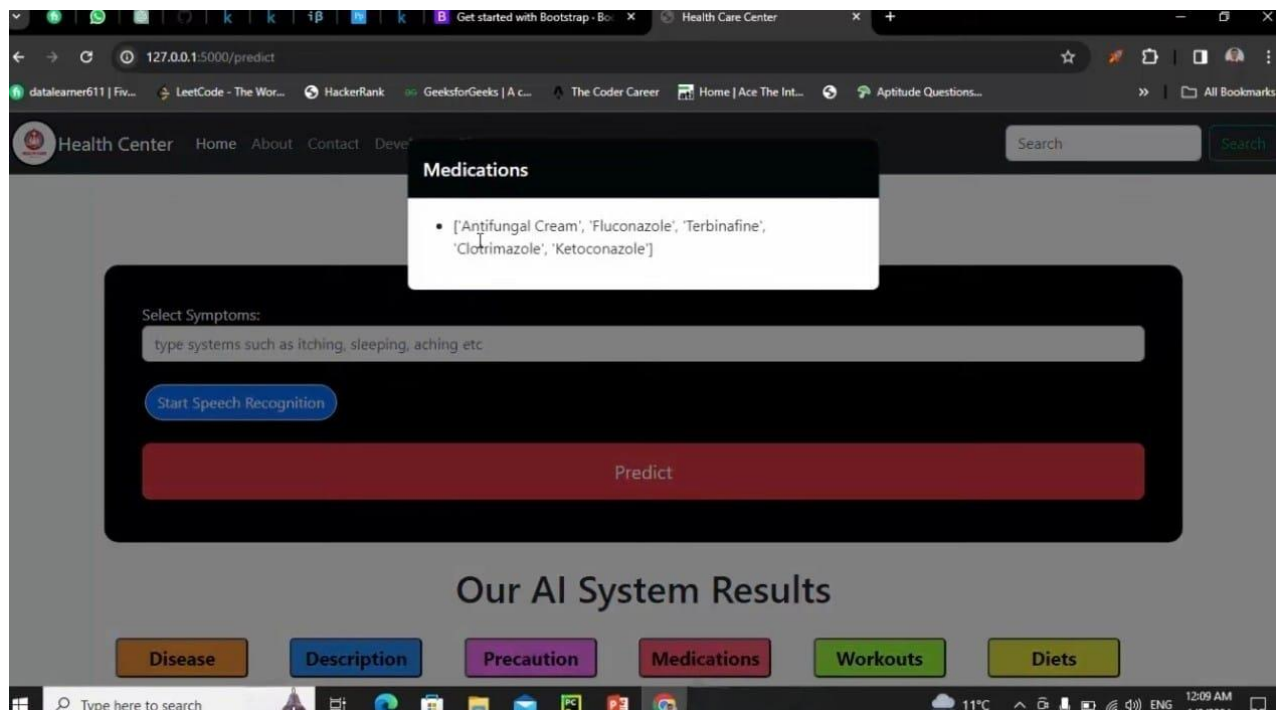 k
k
iβ
k
B Get started with Bootstrap · Bo
Health Care Center
127.0.0.1:5000/predict
datalearner611 | Fiv...
LeetCode - The Wor...
HackerRank
GeeksforGeeks | A c...
The Coder Career
Home | Ace The Int...
Aptitude Questions...
All Bookmarks
Health Center
Home
About
Contact
Search
Search
Medications
['Antifungal Cream', 'Fluconazole', 'Terbinafine',
'Clotrimazole', 'Ketoconazole']
Select Symptoms:
type systems such as itching, sleeping, aching etc
Start Speech Recognition
Predict
Our AI System Results
Disease
Description
Precaution
Medications
Workouts
Diets
Type here to search
11°C
ENG
12:09 AM